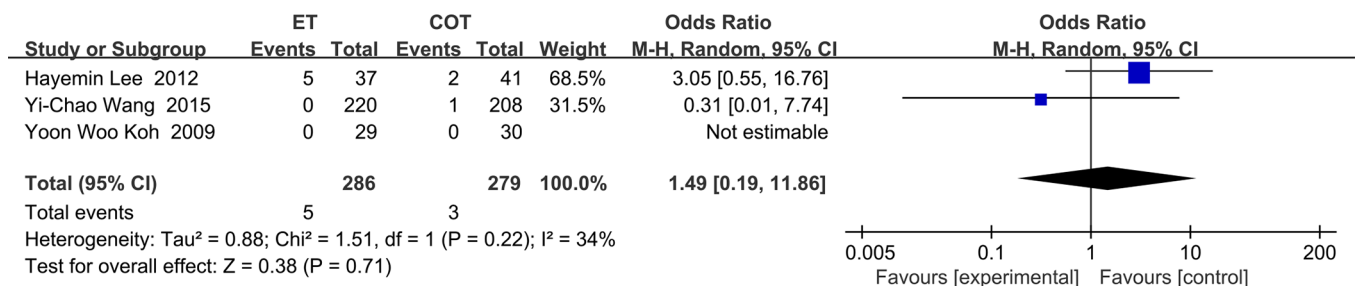 ET COT Odds Ratio Odds Ratio
Study or Subgroup Events Total Events Total Weight M-H, Random, 95% CI M-H, Random, 95% CI
Hayemin Lee 2012 5 37 2 41 68.5% 3.05 [0.55, 16.76]
Yi-Chao Wang 2015 0 220 1 208 31.5% 0.31 [0.01, 7.74]
Yoon Woo Koh 2009 0 29 0 30 Not estimable
Total (95% CI) 286 279 100.0% 1.49 [0.19, 11.86]
Total events 5 3
Heterogeneity: Tau² = 0.88; Chi² = 1.51, df = 1 (P = 0.22); I² = 34%
Test for overall effect: Z = 0.38 (P = 0.71)
0.005 0.1 1 10 200
Favours [experimental] Favours [control]